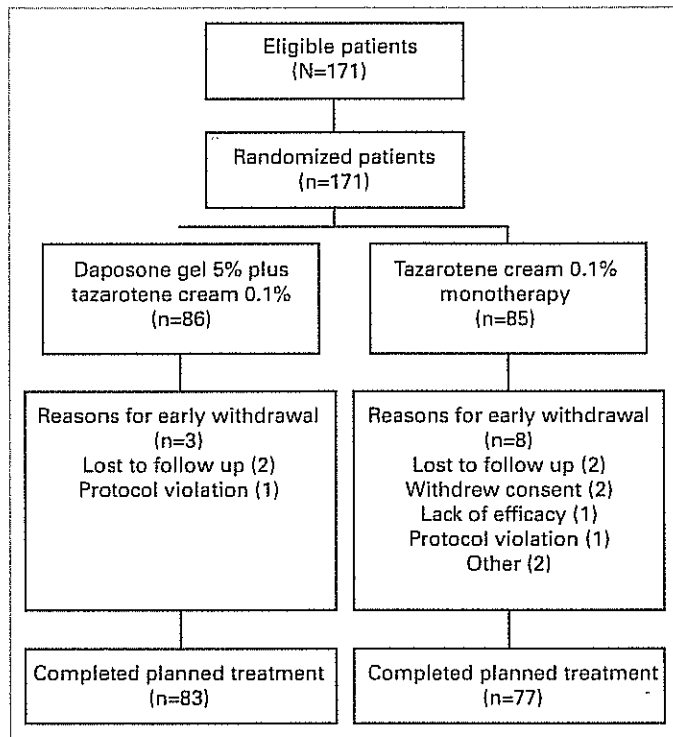 Eligible patients
(N=171)
Randomized patients
(n=171)
Daposone gel 5% plus
tazarotene cream 0.1%
(n=86)
Tazarotene cream 0.1%
monotherapy
(n=85)
Reasons for early withdrawal
(n=3)
Lost to follow up (2)
Protocol violation (1)
Reasons for early withdrawal
(n=8)
Lost to follow up (2)
Withdrew consent (2)
Lack of efficacy (1)
Protocol violation (1)
Other (2)
Completed planned treatment
(n=83)
Completed planned treatment
(n=77)